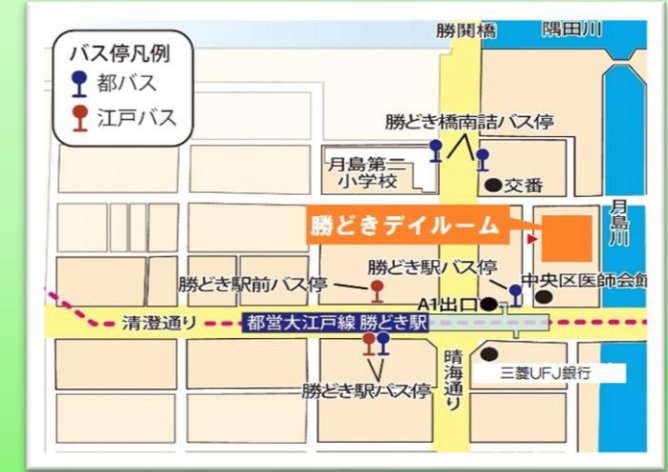 勝関橋
隅田川
バス停凡例
都バス
江戸バス
勝どき橋南詰バス停
月島第二
小学校
交番
月島川
勝どきデイルーム
勝どき駅バス停
勝どき駅前バス停
中央区医師会館
A1出口
清澄通り
都営大江戸線 勝どき駅
晴海通り
三菱UFJ銀行
勝どき駅バス停